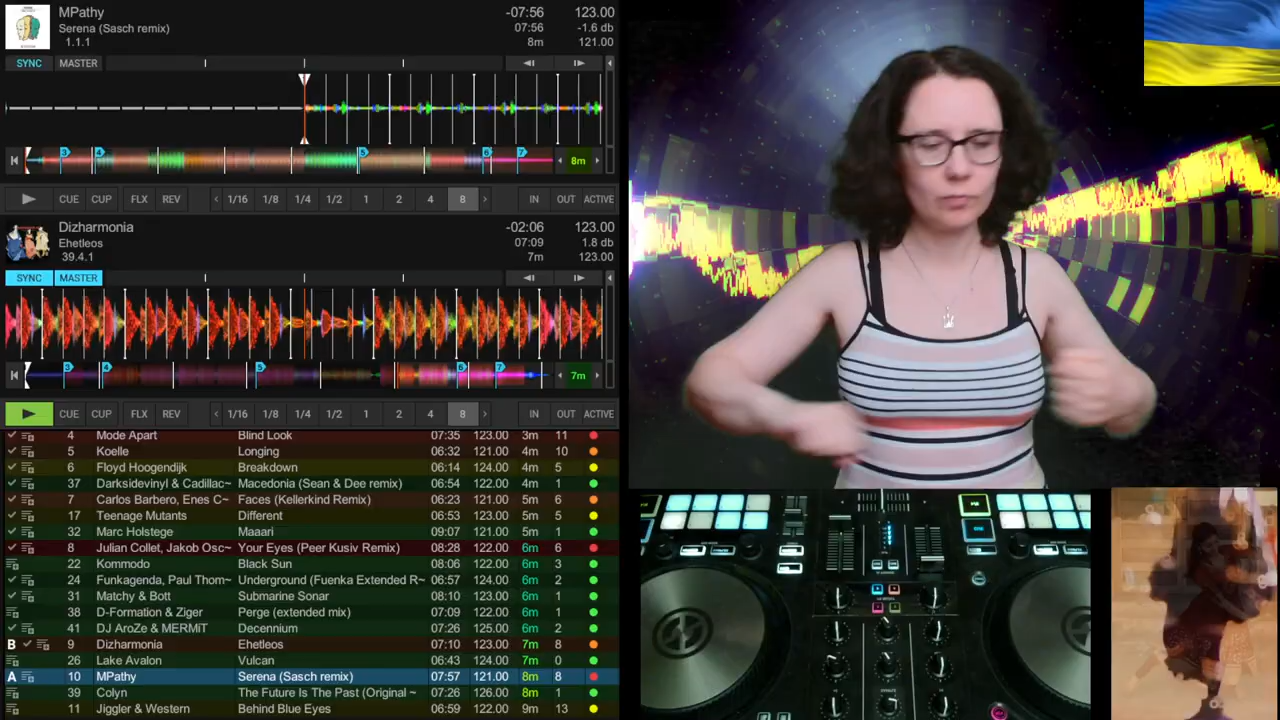 MPathy -07:56 123.00
Serena (Sasch remix) 07:56 -1.6 db
1.1.1 8m 121.00
SYNC MASTER
3 4 5 6 7 8m
CUE CUP FLX REV 1/16 1/8 1/4 1/2 1 2 4 8 IN OUT ACTIVE
Dizharmonia -02:06 123.00
Ehetleos 07:09 1.8 db
39.4.1 7m 123.00
SYNC MASTER
3 4 5 6 7 7m
CUE CUP FLX REV 1/16 1/8 1/4 1/2 1 2 4 8 IN OUT ACTIVE
4 Mode Apart Blind Look 07:35 123.00 3m 11
5 Koelle Longing 06:32 121.00 4m 10
6 Floyd Hoogendijk Breakdown 06:14 124.00 4m 5
37 Darksidevinyl & Cadillac~ Macedonia (Sean & Dee remix) 06:54 122.00 4m 1
7 Carlos Barbero, Enes C~ Faces (Kellerkind Remix) 06:23 121.00 5m 6
17 Teenage Mutants Different 06:53 123.00 5m 5
32 Marc Holstege Maaari 09:07 121.00 5m 1
8 Julian Collet, Jakob Osc~ Your Eyes (Peer Kusiv Remix) 08:28 122.00 6m 6
22 Kommodo Black Sun 08:06 122.00 6m 3
24 Funkagenda, Paul Thom~ Underground (Fuenka Extended R~ 06:57 124.00 6m 2
31 Matchy & Bott Submarine Sonar 08:10 123.00 6m 1
38 D-Formation & Ziger Perge (extended mix) 07:09 122.00 6m 1
41 DJ AroZe & MERMiT Decennium 07:26 125.00 6m 2
B 9 Dizharmonia Ehetleos 07:10 123.00 7m 8
26 Lake Avalon Vulcan 06:43 124.00 7m 0
A 10 MPathy Serena (Sasch remix) 07:57 121.00 8m 8
39 Colyn The Future Is The Past (Original ~ 07:26 126.00 8m 1
11 Jiggler & Western Behind Blue Eyes 06:59 122.00 9m 13